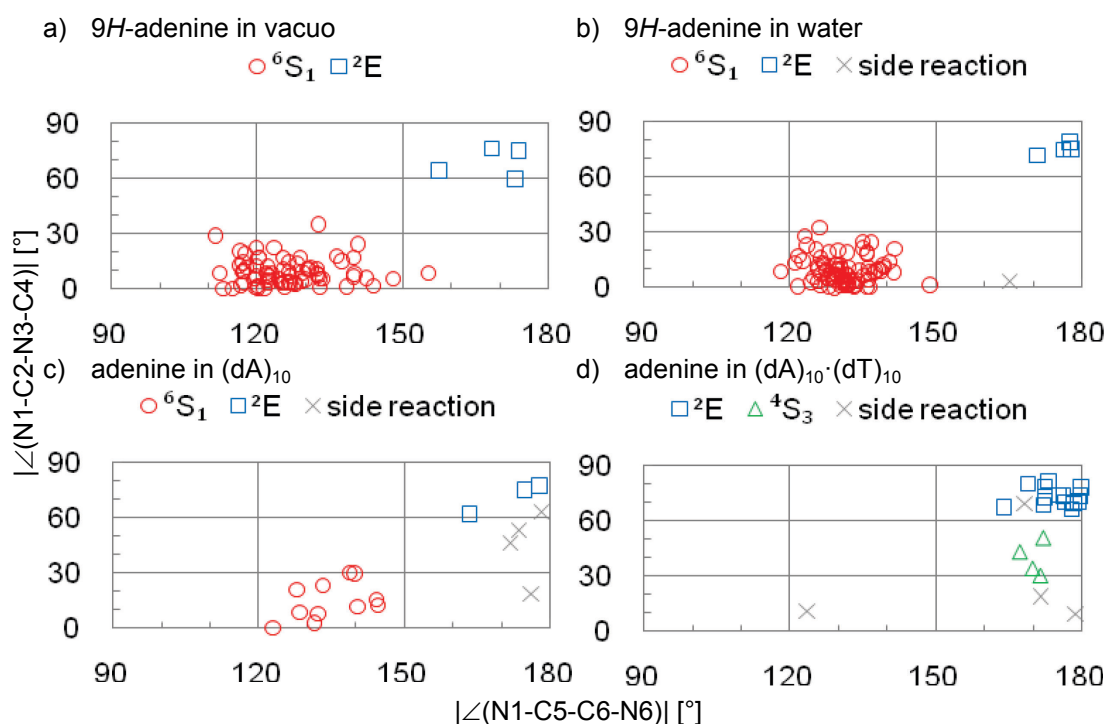 a) 9H-adenine in vacuo
○ ⁶S₁ □ ²E
b) 9H-adenine in water
○ ⁶S₁ □ ²E × side reaction
90
60
30
0
90 120 150 180
90
60
30
0
90 120 150 180
c) adenine in (dA)₁₀
○ ⁶S₁ □ ²E × side reaction
d) adenine in (dA)₁₀·(dT)₁₀
□ ²E △ ⁴S₃ × side reaction
90
60
30
0
90 120 150 180
90
60
30
0
90 120 150 180
|∠(N1-C2-N3-C4)| [°]
|∠(N1-C5-C6-N6)| [°]